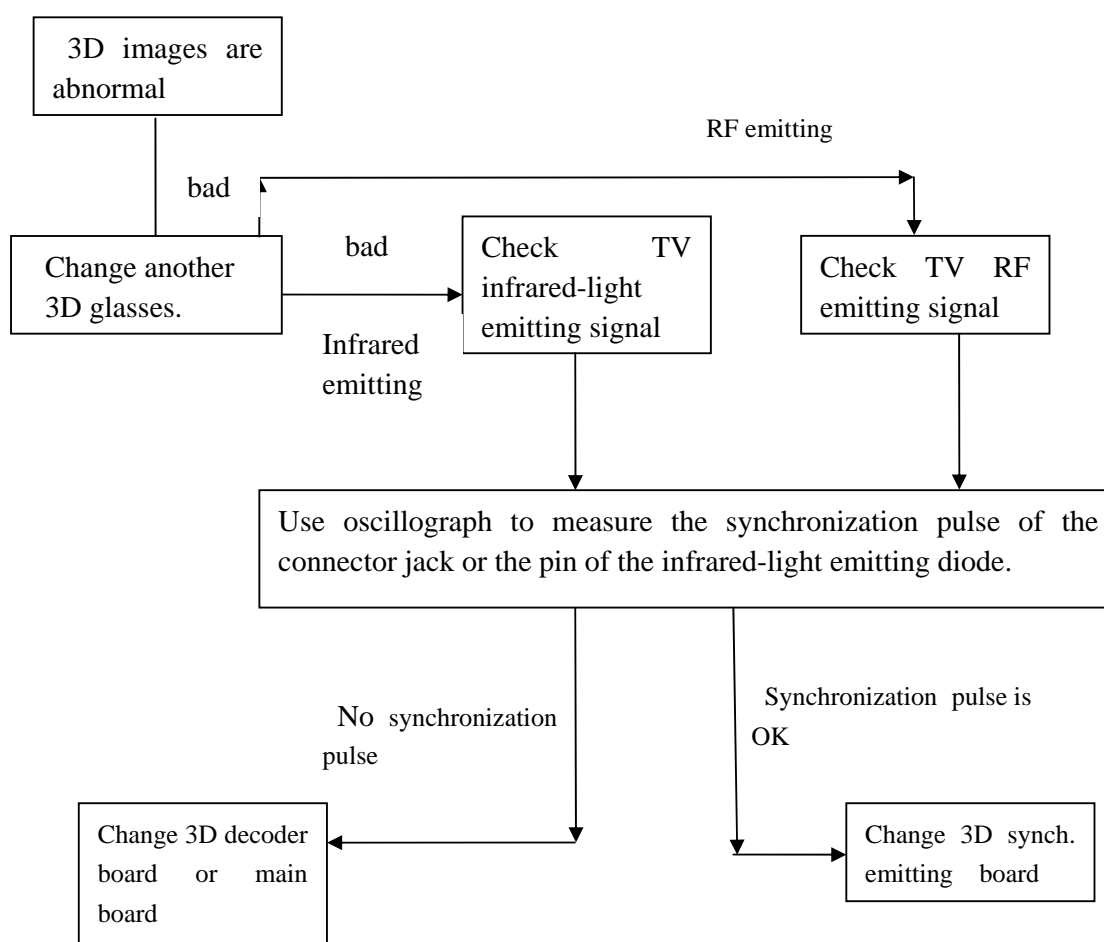 3D images are
abnormal
RF emitting
bad
Change another
3D glasses.
bad
Infrared
emitting
Check TV
infrared-light
emitting signal
Check TV RF
emitting signal
Use oscillograph to measure the synchronization pulse of the
connector jack or the pin of the infrared-light emitting diode.
No synchronization
pulse
Synchronization pulse is
OK
Change 3D decoder
board or main
board
Change 3D synch.
emitting board